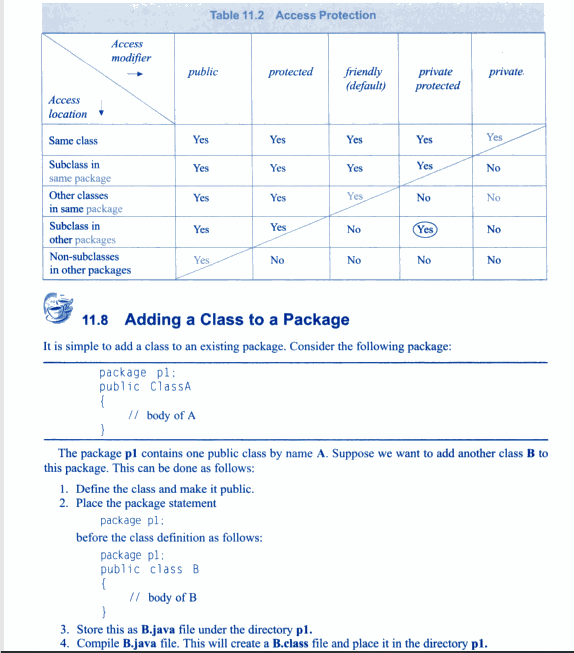 Table 11.2 Access Protection
Access modifier
Access location
public protected friendly (default) private protected private
Same class Yes Yes Yes Yes Yes
Subclass in same package Yes Yes Yes Yes No
Other classes in same package Yes Yes Yes No No
Subclass in other packages Yes Yes No Yes No
Non-subclasses in other packages Yes No No No No
11.8 Adding a Class to a Package
It is simple to add a class to an existing package. Consider the following package:
package p1;
public ClassA
{
// body of A
}
The package p1 contains one public class by name A. Suppose we want to add another class B to
this package. This can be done as follows:
1. Define the class and make it public.
2. Place the package statement
package p1;
before the class definition as follows:
package p1;
public class B
{
// body of B
}
3. Store this as B.java file under the directory p1.
4. Compile B.java file. This will create a B.class file and place it in the directory p1.